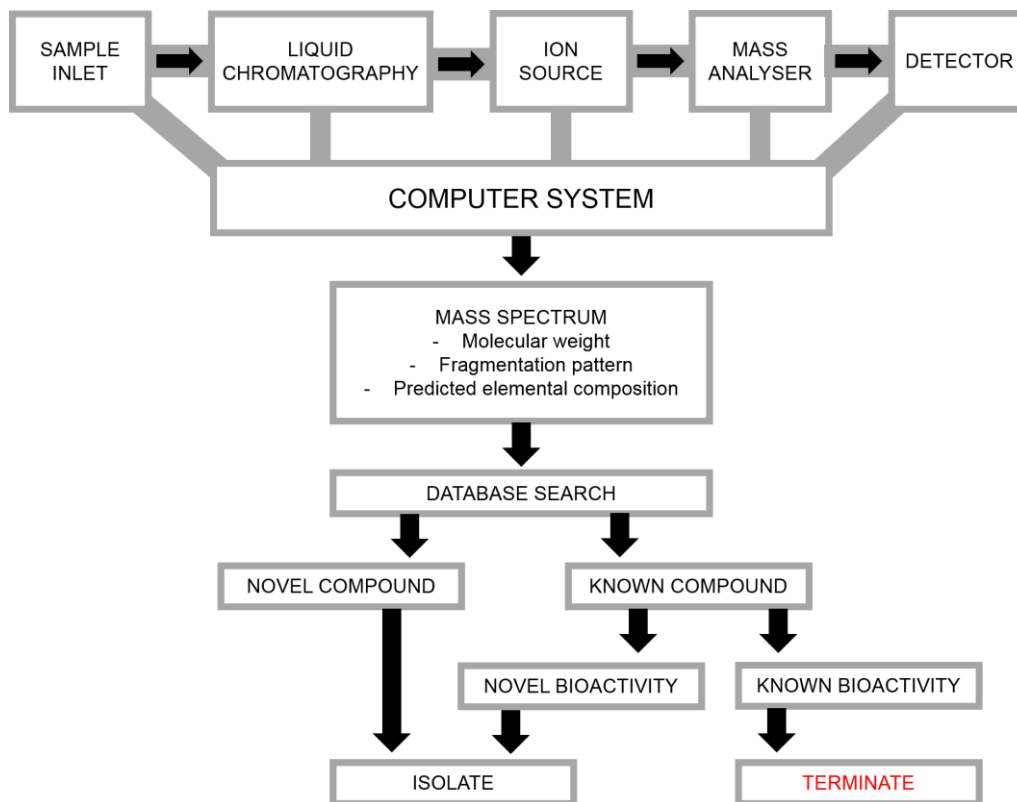 SAMPLE
INLET
LIQUID
CHROMATOGRAPHY
ION
SOURCE
MASS
ANALYSER
DETECTOR
COMPUTER SYSTEM
MASS SPECTRUM
- Molecular weight
- Fragmentation pattern
- Predicted elemental composition
DATABASE SEARCH
NOVEL COMPOUND
KNOWN COMPOUND
NOVEL BIOACTIVITY
KNOWN BIOACTIVITY
ISOLATE
TERMINATE